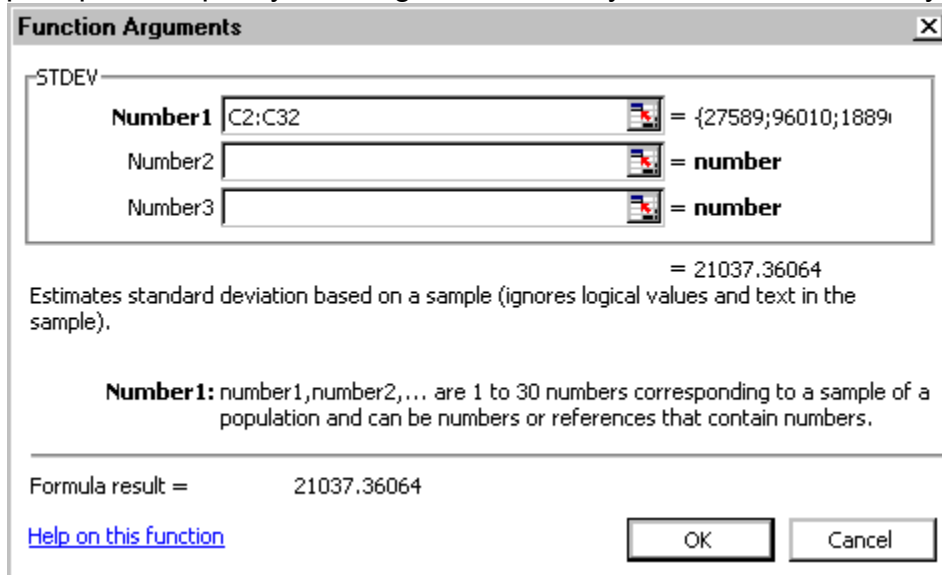 Function Arguments
STDEV
Number1 C2:C32 = {27589;96010;1889
Number2 = number
Number3 = number
= 21037.36064
Estimates standard deviation based on a sample (ignores logical values and text in the
sample).
Number1: number1,number2,... are 1 to 30 numbers corresponding to a sample of a
population and can be numbers or references that contain numbers.
Formula result = 21037.36064
Help on this function OK Cancel